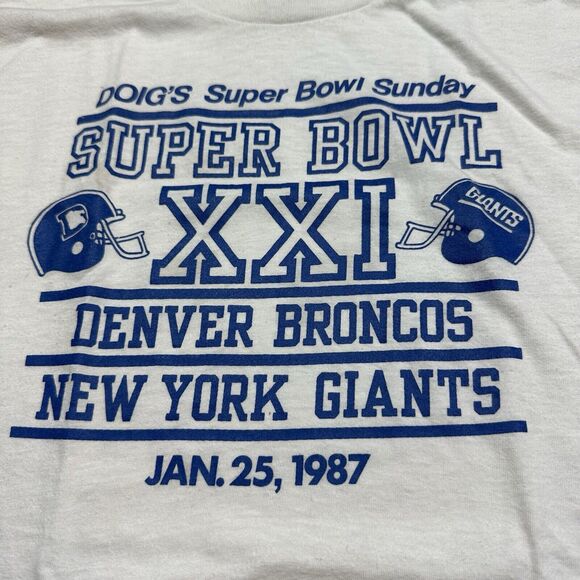 DOIG'S Super Bowl Sunday
SUPER BOWL
XXI
GIANTS
DENVER BRONCOS
NEW YORK GIANTS
JAN. 25, 1987